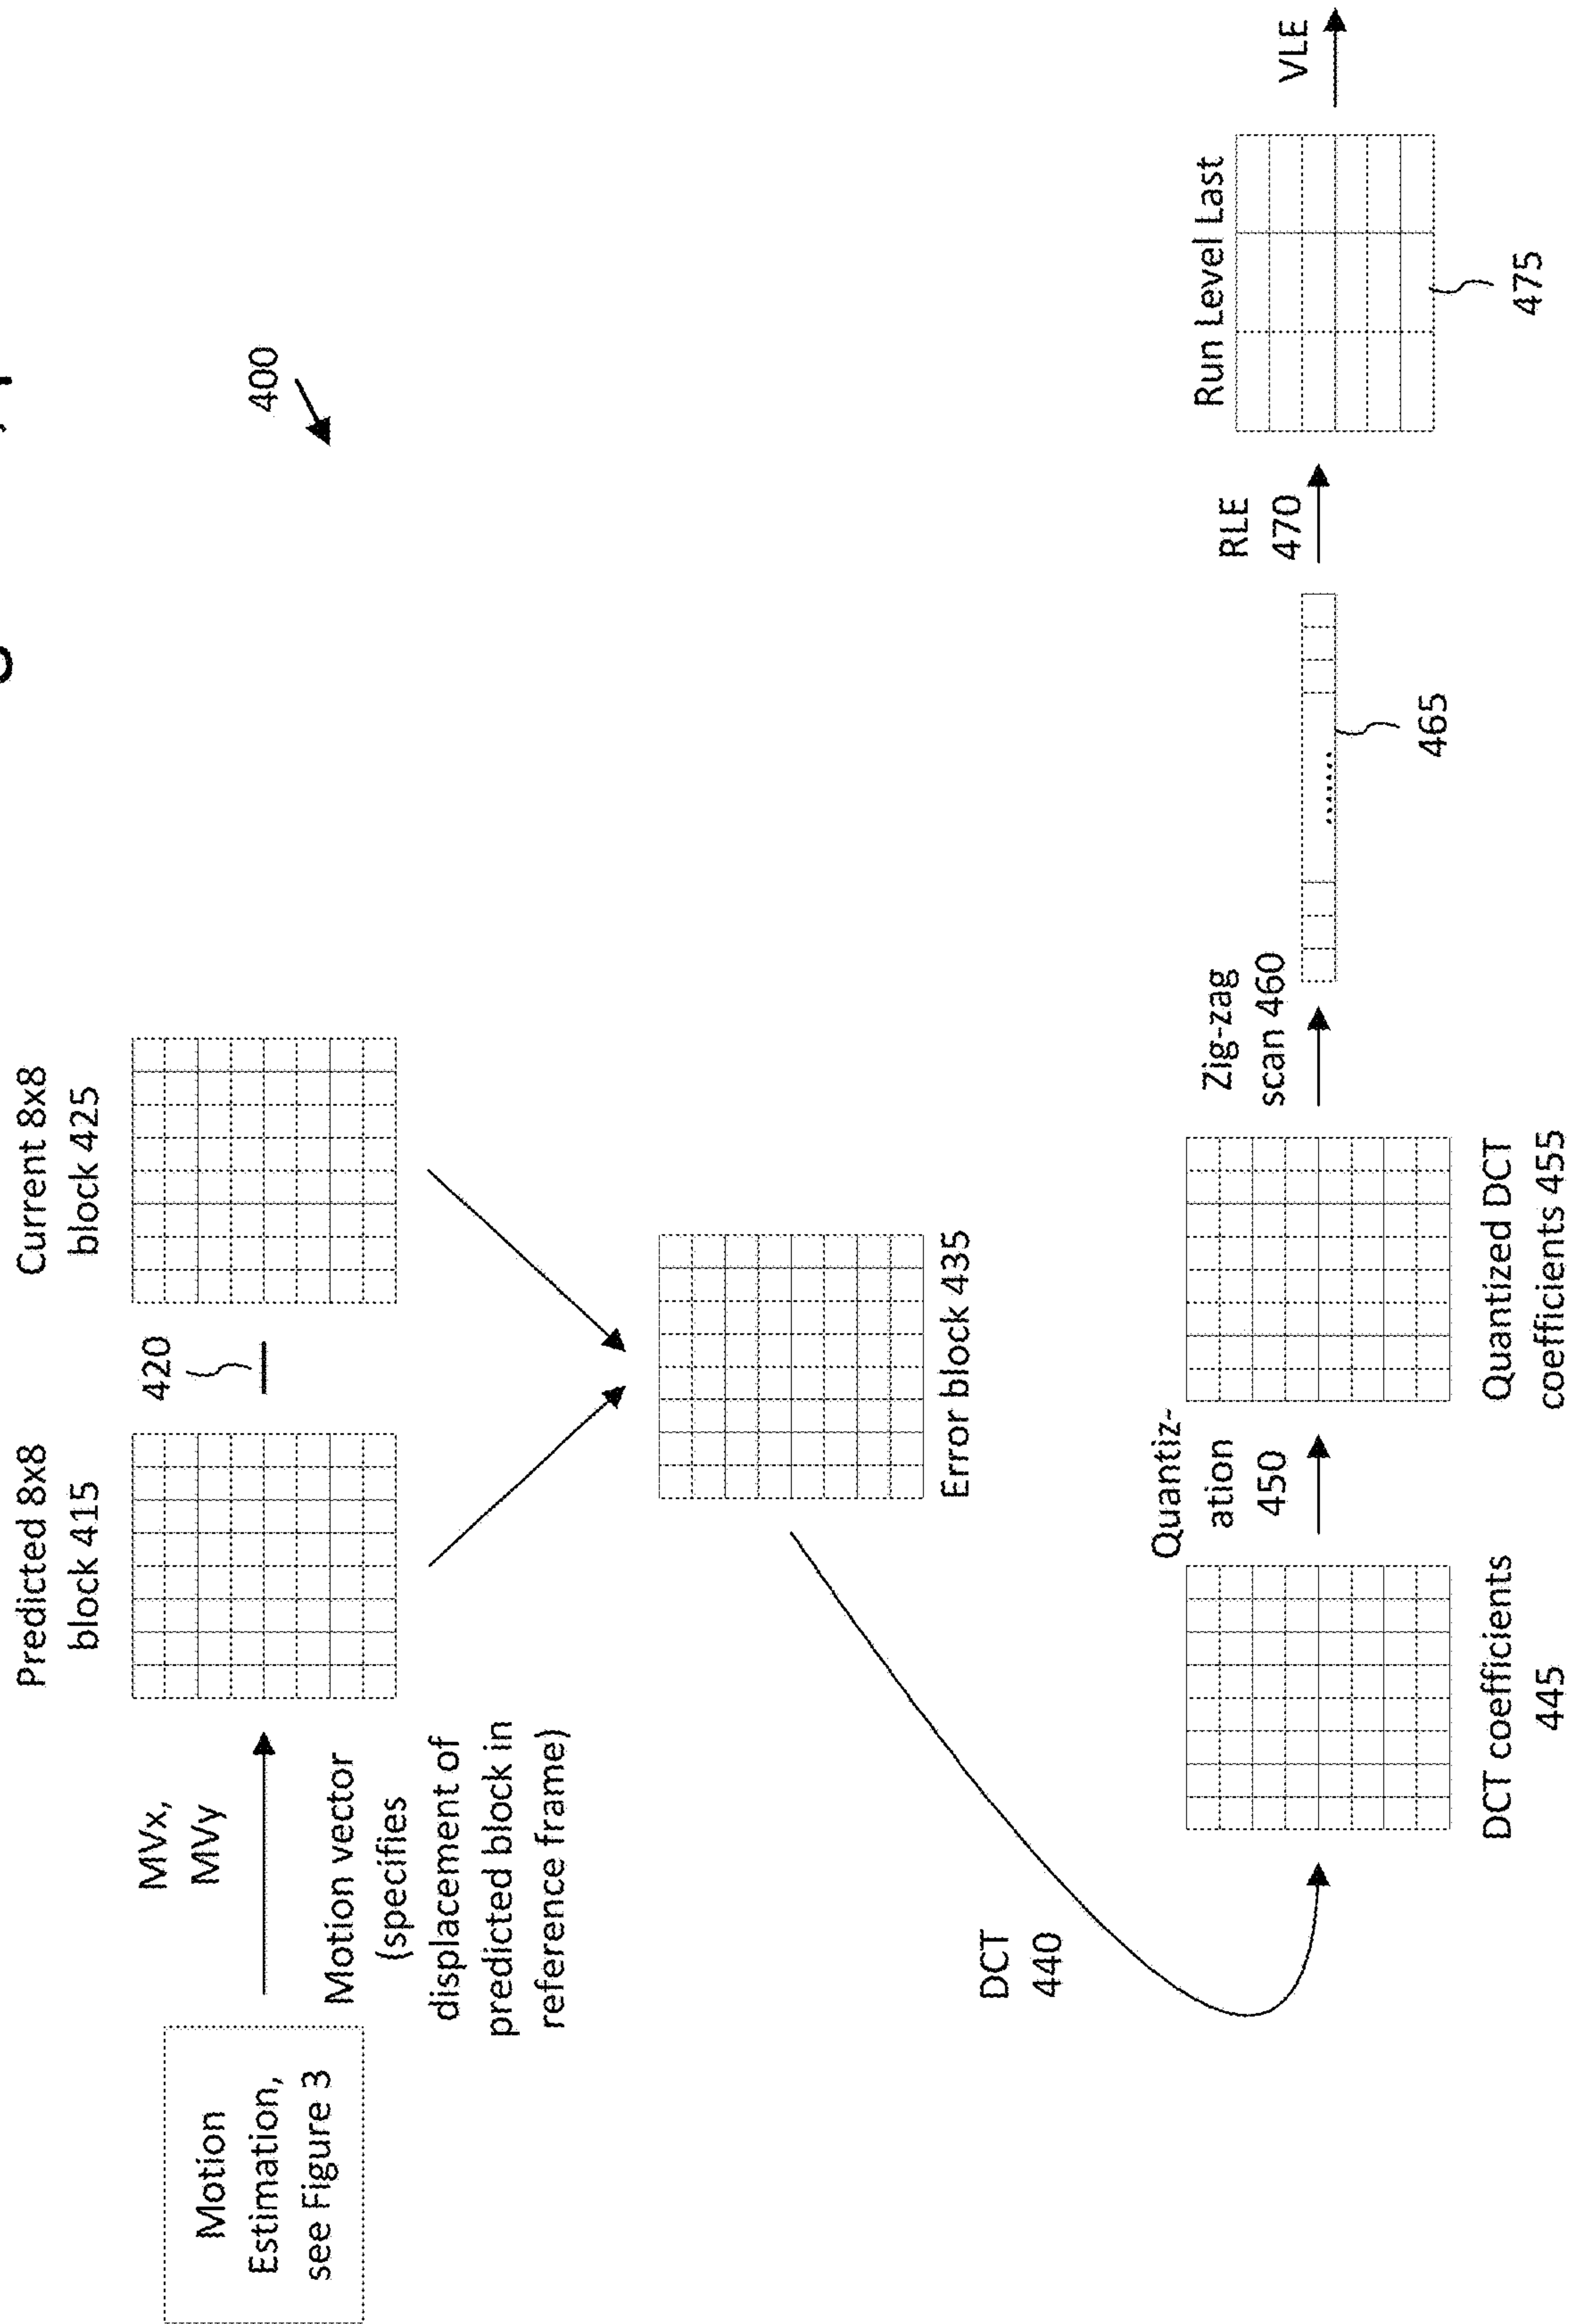 400
Motion
Estimation,
see Figure 3
MVx,
MVy
Motion vector
(specifies
displacement of
predicted block in
reference frame)
Predicted 8x8
block 415
420
Current 8x8
block 425
Error block 435
DCT
440
DCT coefficients
445
Quantiz-
ation
450
Quantized DCT
coefficients 455
Zig-zag
scan 460
465
RLE
470
Run Level Last
475
VLE